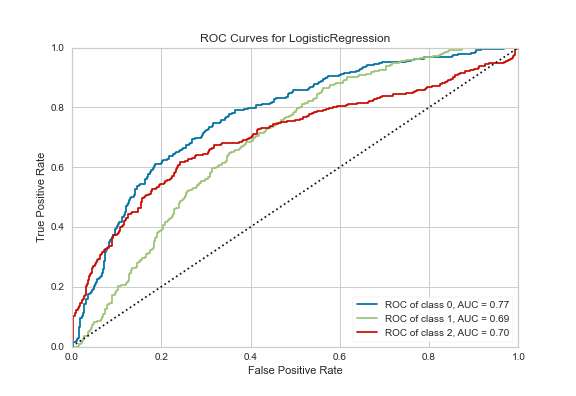 ROC Curves for LogisticRegression
1.0
0.8
0.6
0.4
0.2
0.0
True Positive Rate
0.0 0.2 0.4 0.6 0.8 1.0
False Positive Rate
ROC of class 0, AUC = 0.77
ROC of class 1, AUC = 0.69
ROC of class 2, AUC = 0.70